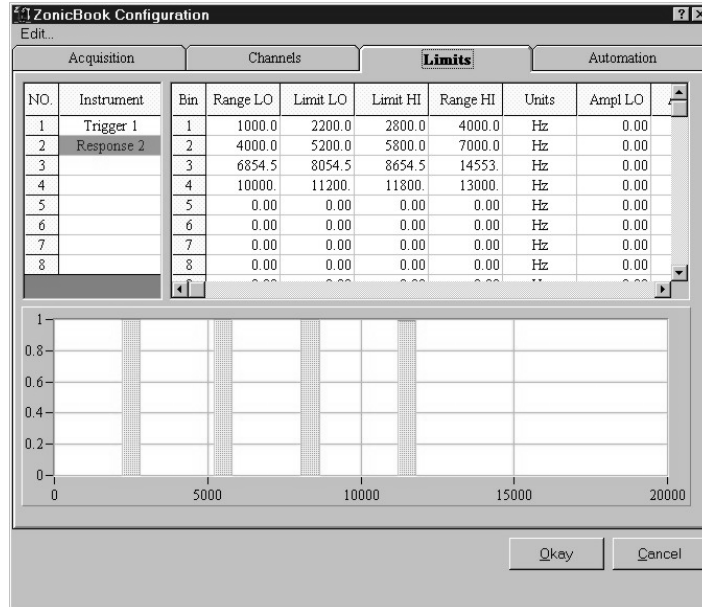 ZonicBook Configuration
Edit...
Acquisition Channels Limits Automation
NO. Instrument Bin Range LO Limit LO Limit HI Range HI Units Ampl LO
1 Trigger 1 1 1000.0 2200.0 2800.0 4000.0 Hz 0.00
2 Response 2 2 4000.0 5200.0 5800.0 7000.0 Hz 0.00
3 3 6854.5 8054.5 8654.5 14553. Hz 0.00
4 4 10000. 11200. 11800. 13000. Hz 0.00
5 5 0.00 0.00 0.00 0.00 Hz 0.00
6 6 0.00 0.00 0.00 0.00 Hz 0.00
7 7 0.00 0.00 0.00 0.00 Hz 0.00
8 8 0.00 0.00 0.00 0.00 Hz 0.00
1
0.8
0.6
0.4
0.2
0
0 5000 10000 15000 20000
Okay Cancel